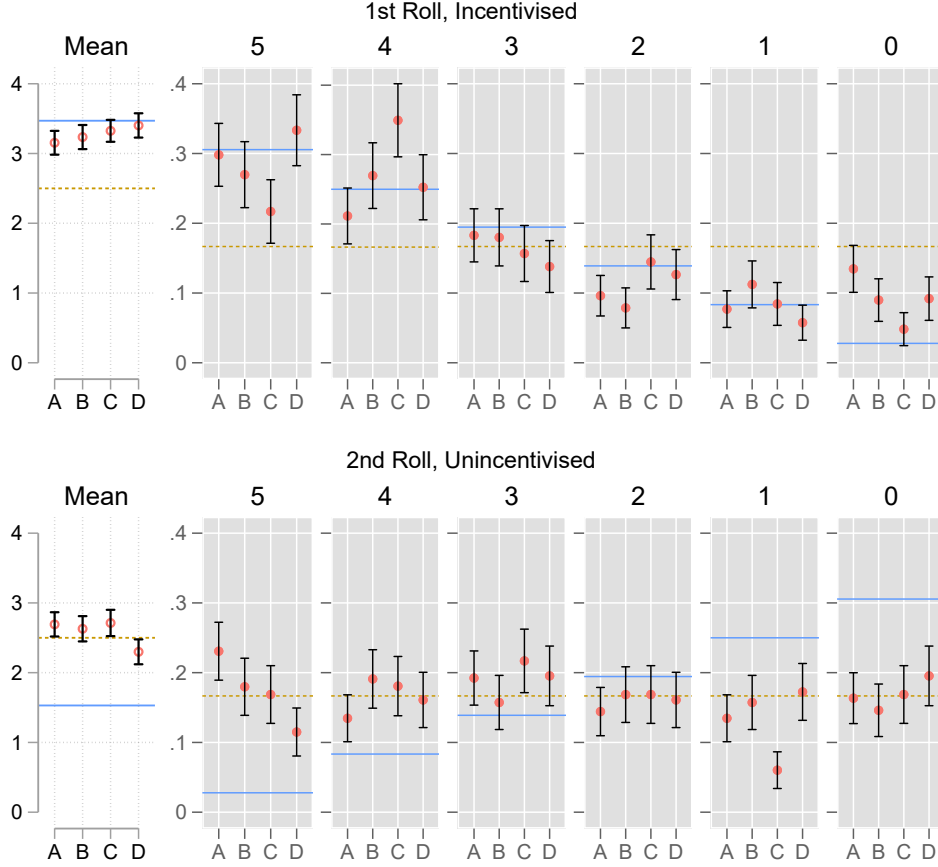 1st Roll, Incentivised
Mean 5 4 3 2 1 0
4 .4
3 .3
2 .2
1 .1
0 0
A B C D A B C D A B C D A B C D A B C D A B C D A B C D
2nd Roll, Unincentivised
Mean 5 4 3 2 1 0
4 .4
3 .3
2 .2
1 .1
0 0
A B C D A B C D A B C D A B C D A B C D A B C D A B C D